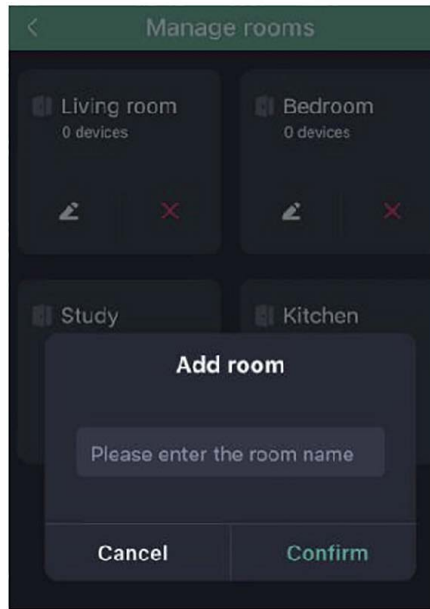 Manage rooms
Living room
0 devices
Bedroom
0 devices
Study
Kitchen
Add room
Please enter the room name
Cancel
Confirm